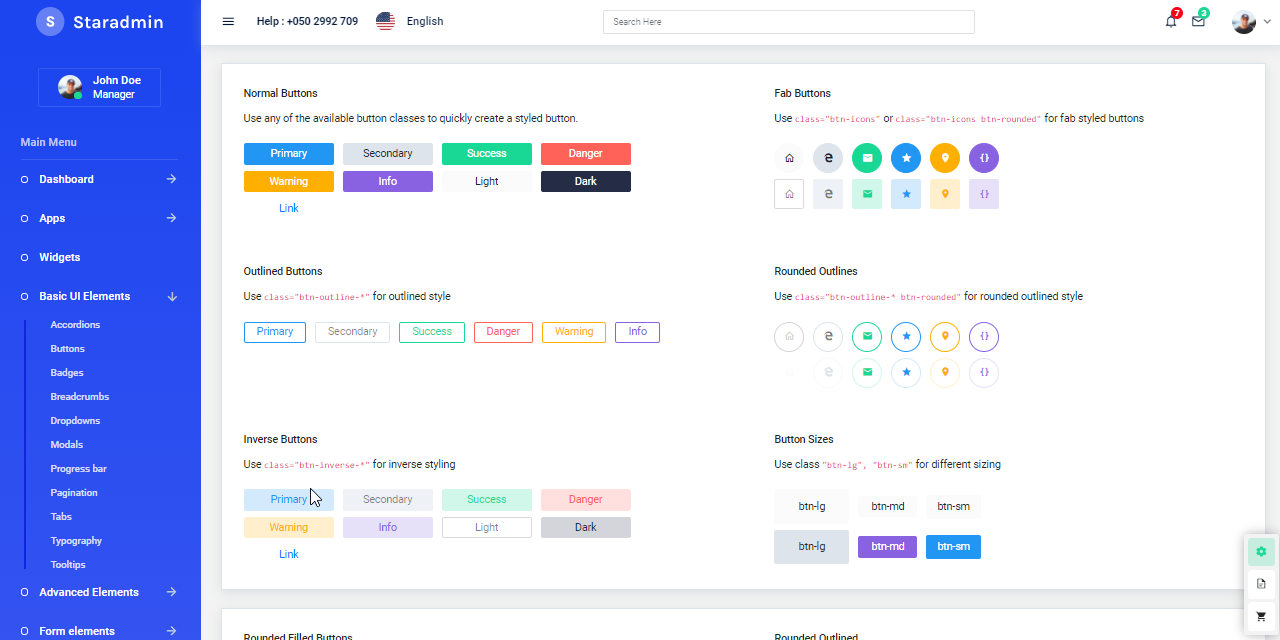 S Staradmin
Help : +050 2992 709
English
Search Here
7
3
John Doe
Manager
Main Menu
Dashboard
Apps
Widgets
Basic UI Elements
Accordions
Buttons
Badges
Breadcrumbs
Dropdowns
Modals
Progress bar
Pagination
Tabs
Typography
Tooltips
Advanced Elements
Form elements
Normal Buttons
Use any of the available button classes to quickly create a styled button.
Primary Secondary Success Danger
Warning Info Light Dark
Link
Fab Buttons
Use class="btn-icons" or class="btn-icons btn-rounded" for fab styled buttons
Outlined Buttons
Use class="btn-outline-*" for outlined style
Primary Secondary Success Danger Warning Info
Rounded Outlines
Use class="btn-outline-* btn-rounded" for rounded outlined style
Inverse Buttons
Use class="btn-inverse-*" for inverse styling
Primary Secondary Success Danger
Warning Info Light Dark
Link
Button Sizes
Use class "btn-lg", "btn-sm" for different sizing
btn-lg btn-md btn-sm
btn-lg btn-md btn-sm
Rounded Filled Buttons
Rounded Outlined